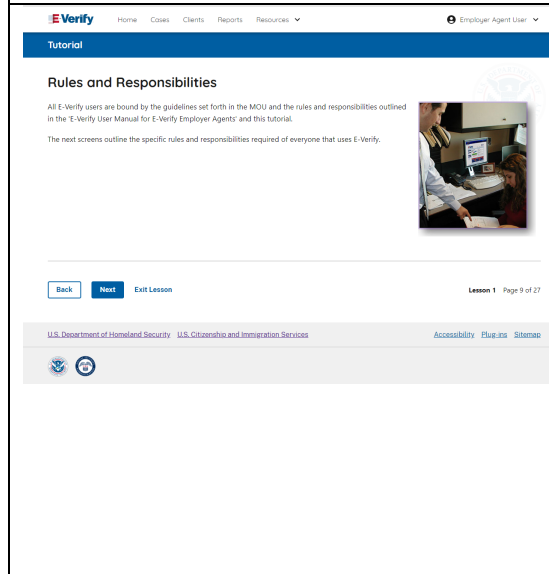 E-Verify Home Cases Clients Reports Resources Employer Agent User
Tutorial
Rules and Responsibilities
All E-Verify users are bound by the guidelines set forth in the MOU and the rules and responsibilities outlined
in the 'E-Verify User Manual for E-Verify Employer Agents' and this tutorial.
The next screens outline the specific rules and responsibilities required of everyone that uses E-Verify.
Back Next Exit Lesson Lesson 1 Page 9 of 27
U.S. Department of Homeland Security U.S. Citizenship and Immigration Services Accessibility Plug-ins Sitemap